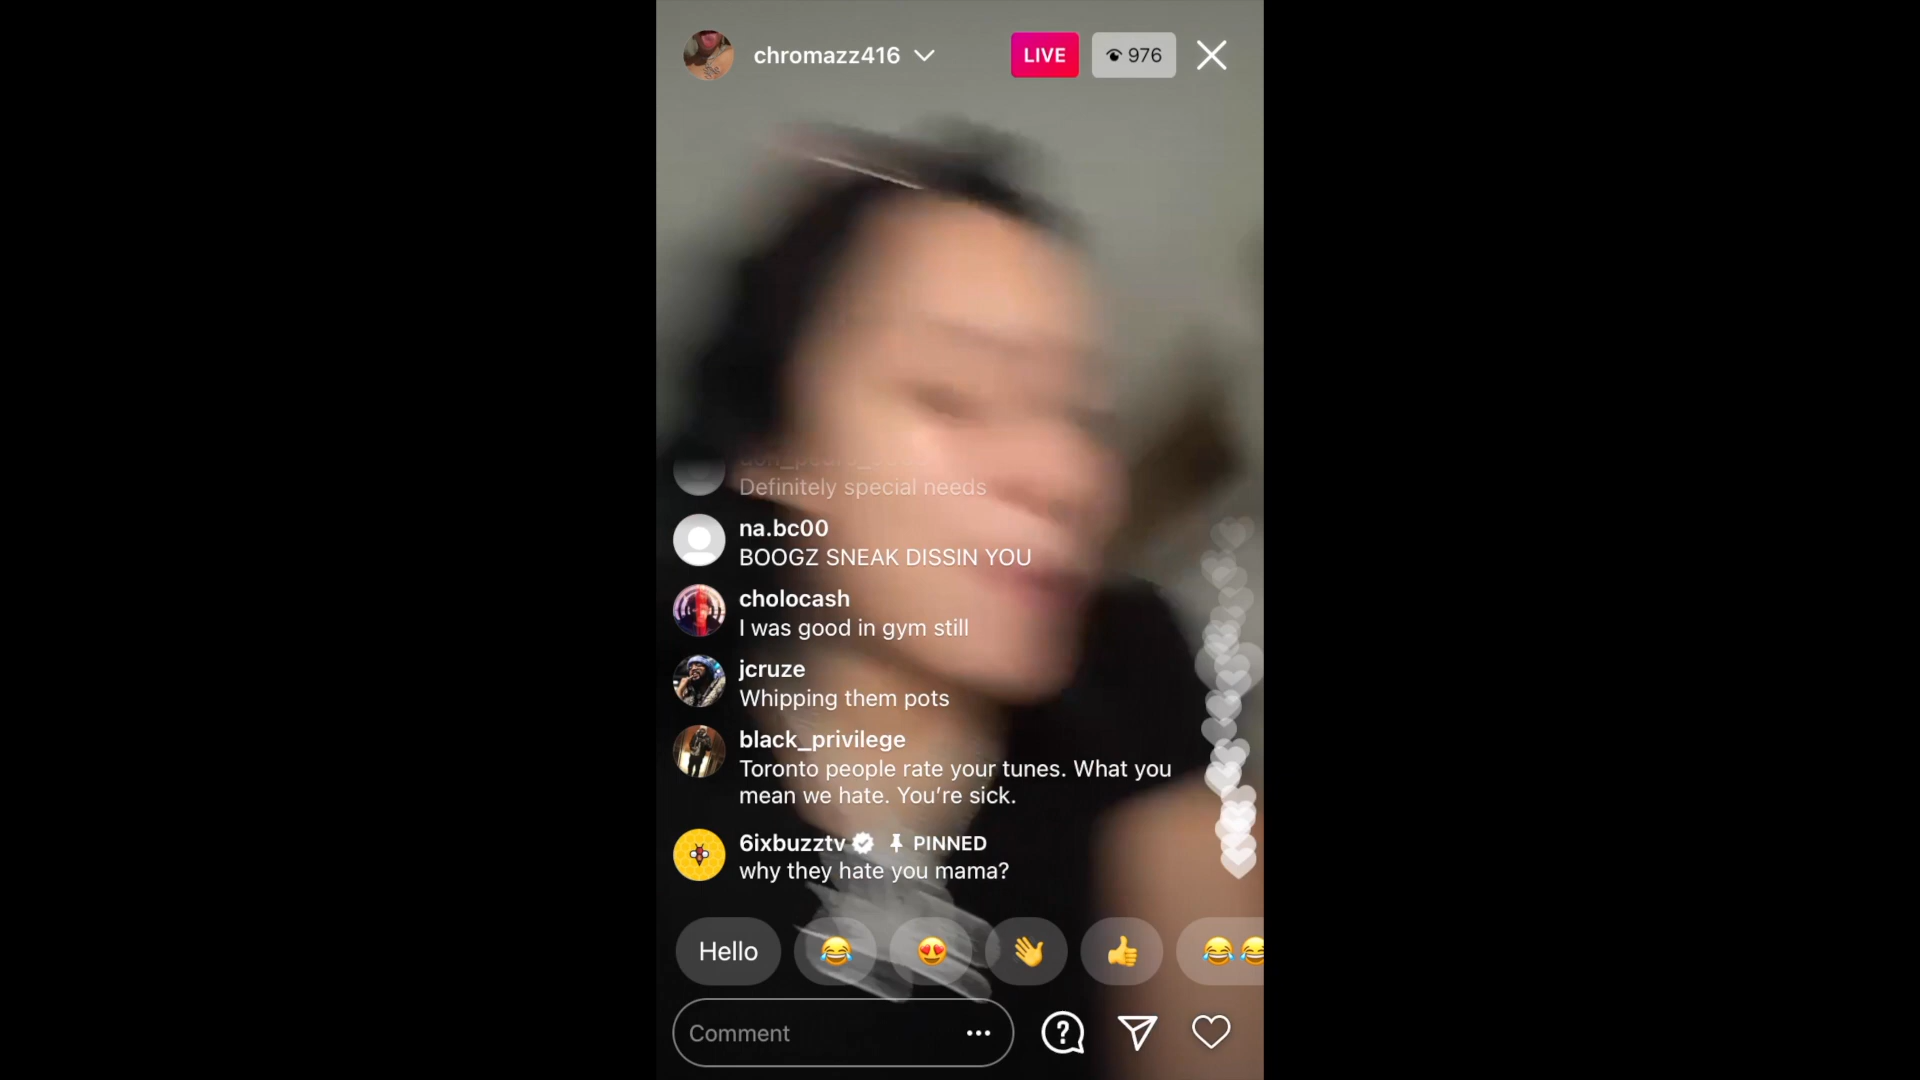 chromazz416
LIVE
976
Definitely special needs
na.bc00
BOOGZ SNEAK DISSIN YOU
cholocash
I was good in gym still
jcruze
Whipping them pots
black_privilege
Toronto people rate your tunes. What you
mean we hate. You’re sick.
6ixbuzztv PINNED
why they hate you mama?
Hello
Comment